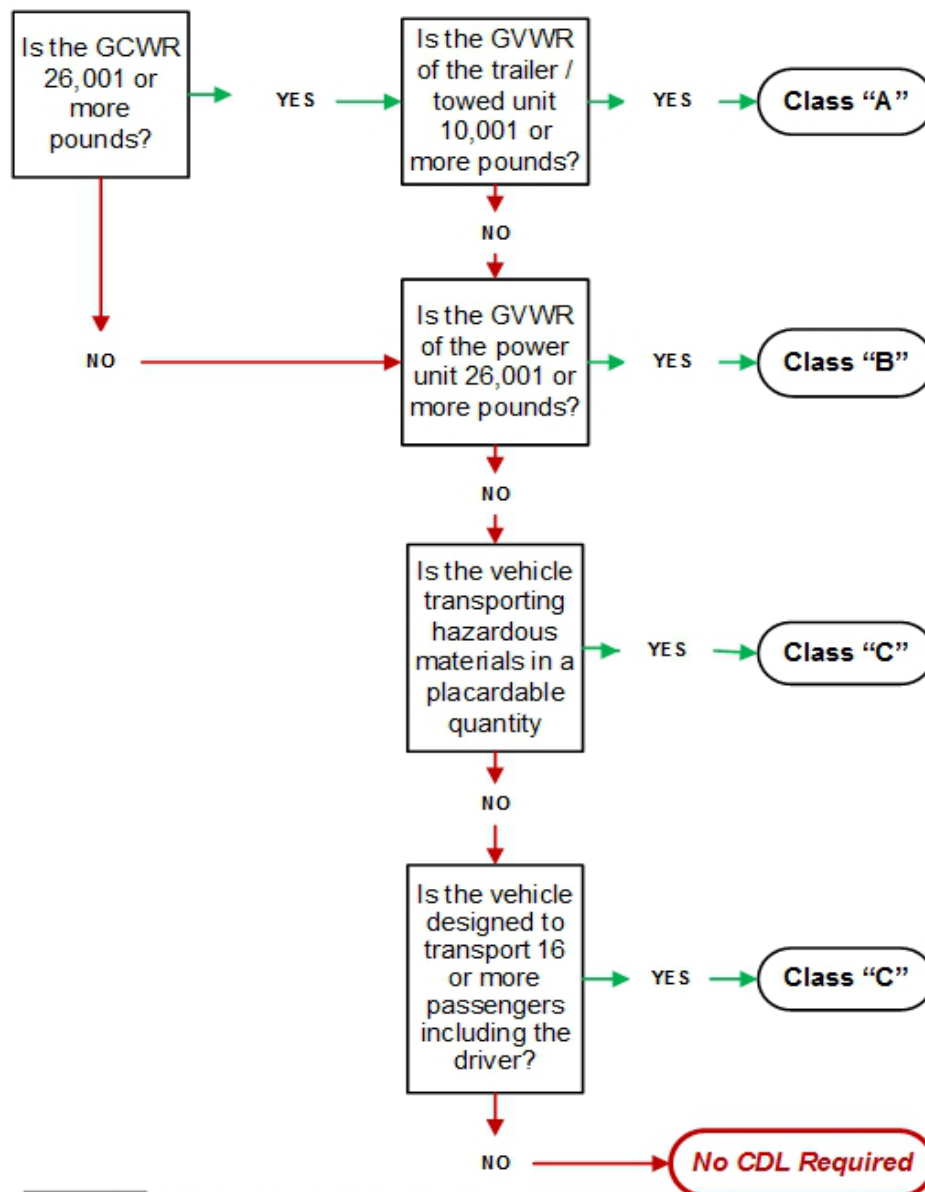 Is the GCWR
26,001 or
more
pounds?
YES
Is the GVWR
of the trailer /
towed unit
10,001 or
more pounds?
YES
Class “A”
NO
NO
Is the GVWR
of the power
unit 26,001 or
more pounds?
YES
Class “B”
NO
Is the vehicle
transporting
hazardous
materials in a
placardable
quantity
YES
Class “C”
NO
Is the vehicle
designed to
transport 16
or more
passengers
including the
driver?
YES
Class “C”
NO
No CDL Required